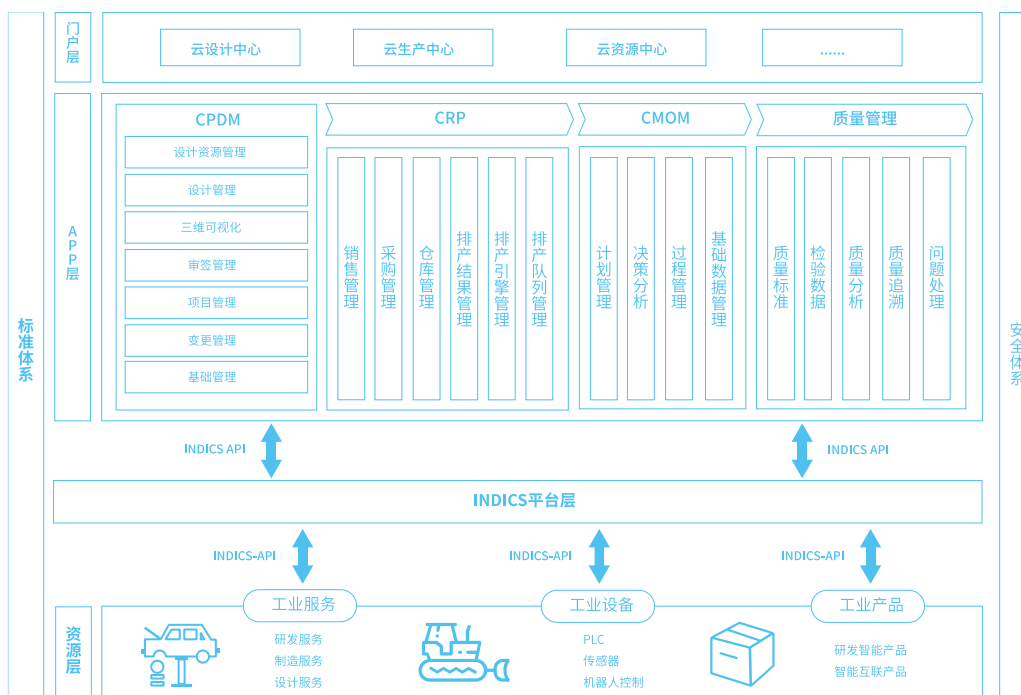 标准体系
门户层
云设计中心
云生产中心
云资源中心
......
APP层
CPDM
设计资源管理
设计管理
三维可视化
审签管理
项目管理
变更管理
基础管理
CRP
销售管理
采购管理
仓库管理
排产结果管理
排产引擎管理
排产队列管理
CMOM
计划管理
决策分析
过程管理
基础数据管理
质量管理
质量标准
检验数据
质量分析
质量追溯
问题处理
安全体系
INDICS API
INDICS API
INDICS平台层
INDICS-API
INDICS-API
INDICS-API
资源层
工业服务
研发服务
制造服务
设计服务
工业设备
PLC
传感器
机器人控制
工业产品
研发智能产品
智能互联产品